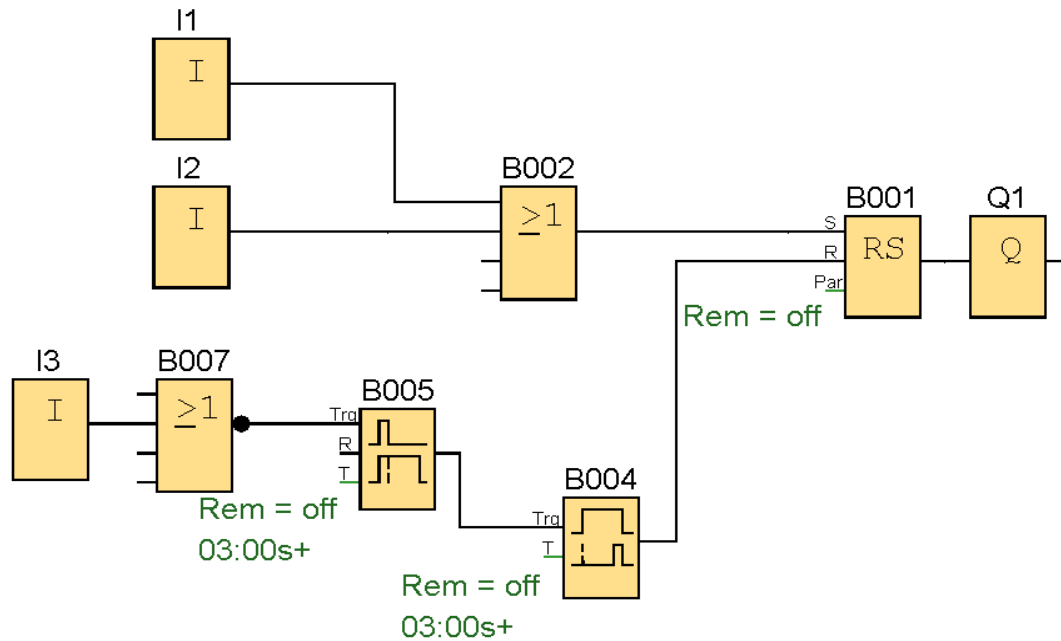 I1
I
I2
I
B002
≥1
B001
S
R
Par
RS
Rem = off
Q1
Q
I3
I
B007
≥1
B005
Trg
R
T
Rem = off
03:00s+
B004
Trg
T
Rem = off
03:00s+